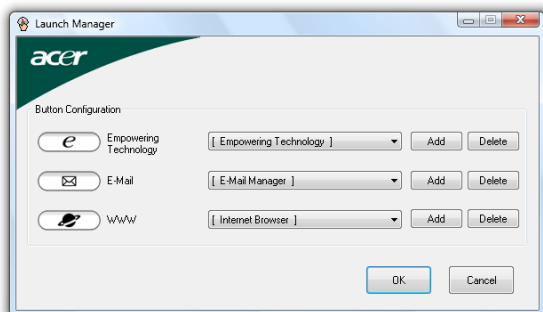 Launch Manager
acer
Button Configuration
e Empowering Technology [ Empowering Technology ] Add Delete
E-Mail [ E-Mail Manager ] Add Delete
WWW [ Internet Browser ] Add Delete
OK Cancel